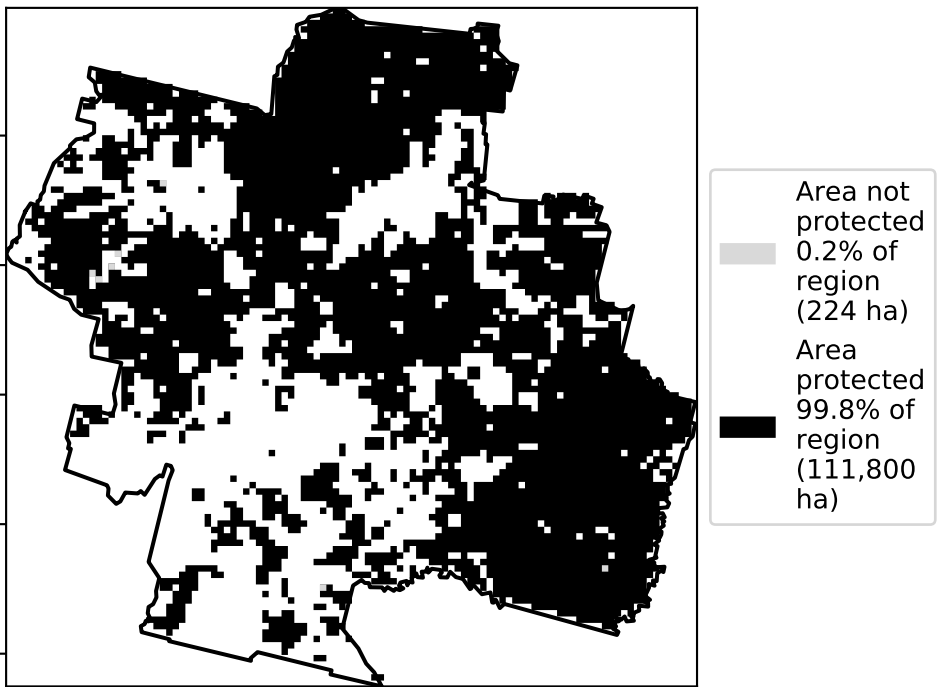 Area not
protected
0.2% of
region
(224 ha)
Area
protected
99.8% of
region
(111,800
ha)